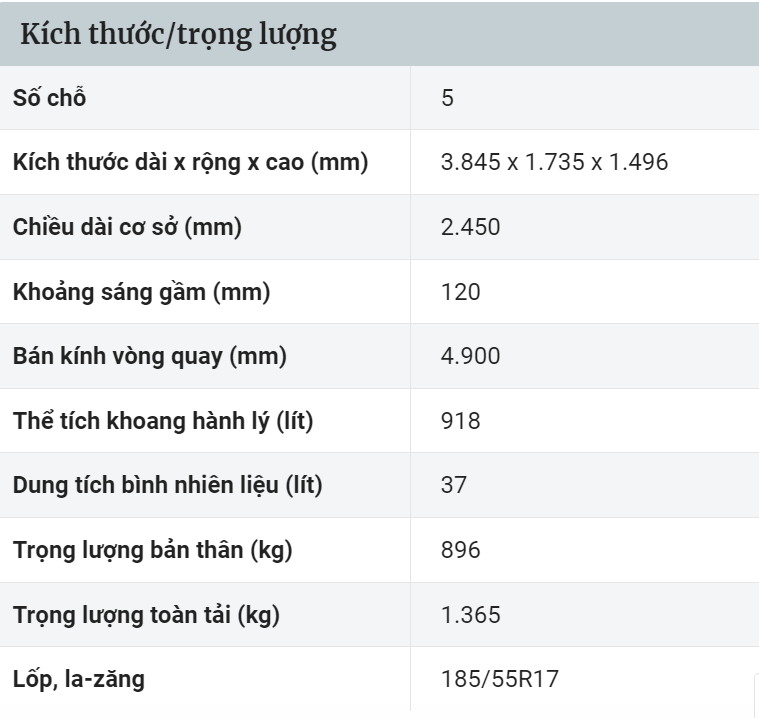 Kích thước/trọng lượng
Số chỗ 5
Kích thước dài x rộng x cao (mm) 3.845 x 1.735 x 1.496
Chiều dài cơ sở (mm) 2.450
Khoảng sáng gầm (mm) 120
Bán kính vòng quay (mm) 4.900
Thể tích khoang hành lý (lít) 918
Dung tích bình nhiên liệu (lít) 37
Trọng lượng bản thân (kg) 896
Trọng lượng toàn tải (kg) 1.365
Lốp, la-zăng 185/55R17